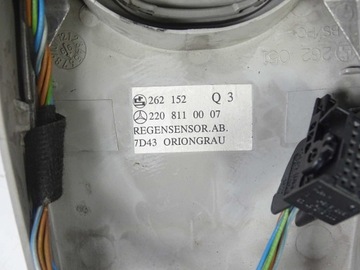 262 152 Q 3
220 811 00 07
REGENSENSOR.AB.
7D43 ORIONGRAU